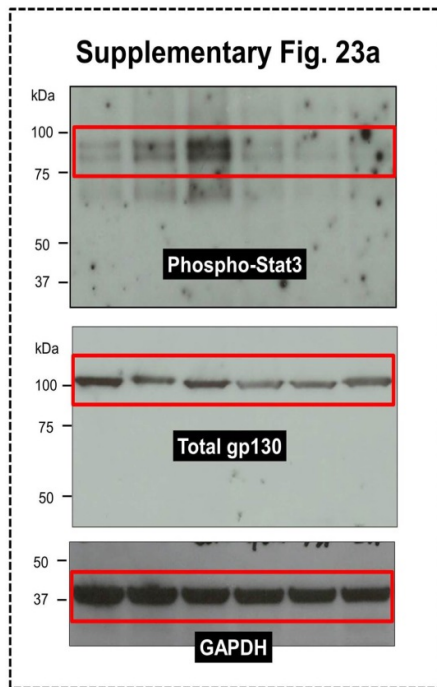 Supplementary Fig. 23a
kDa
100
75
50
37
Phospho-Stat3
kDa
100
75
50
Total gp130
50
37
GAPDH